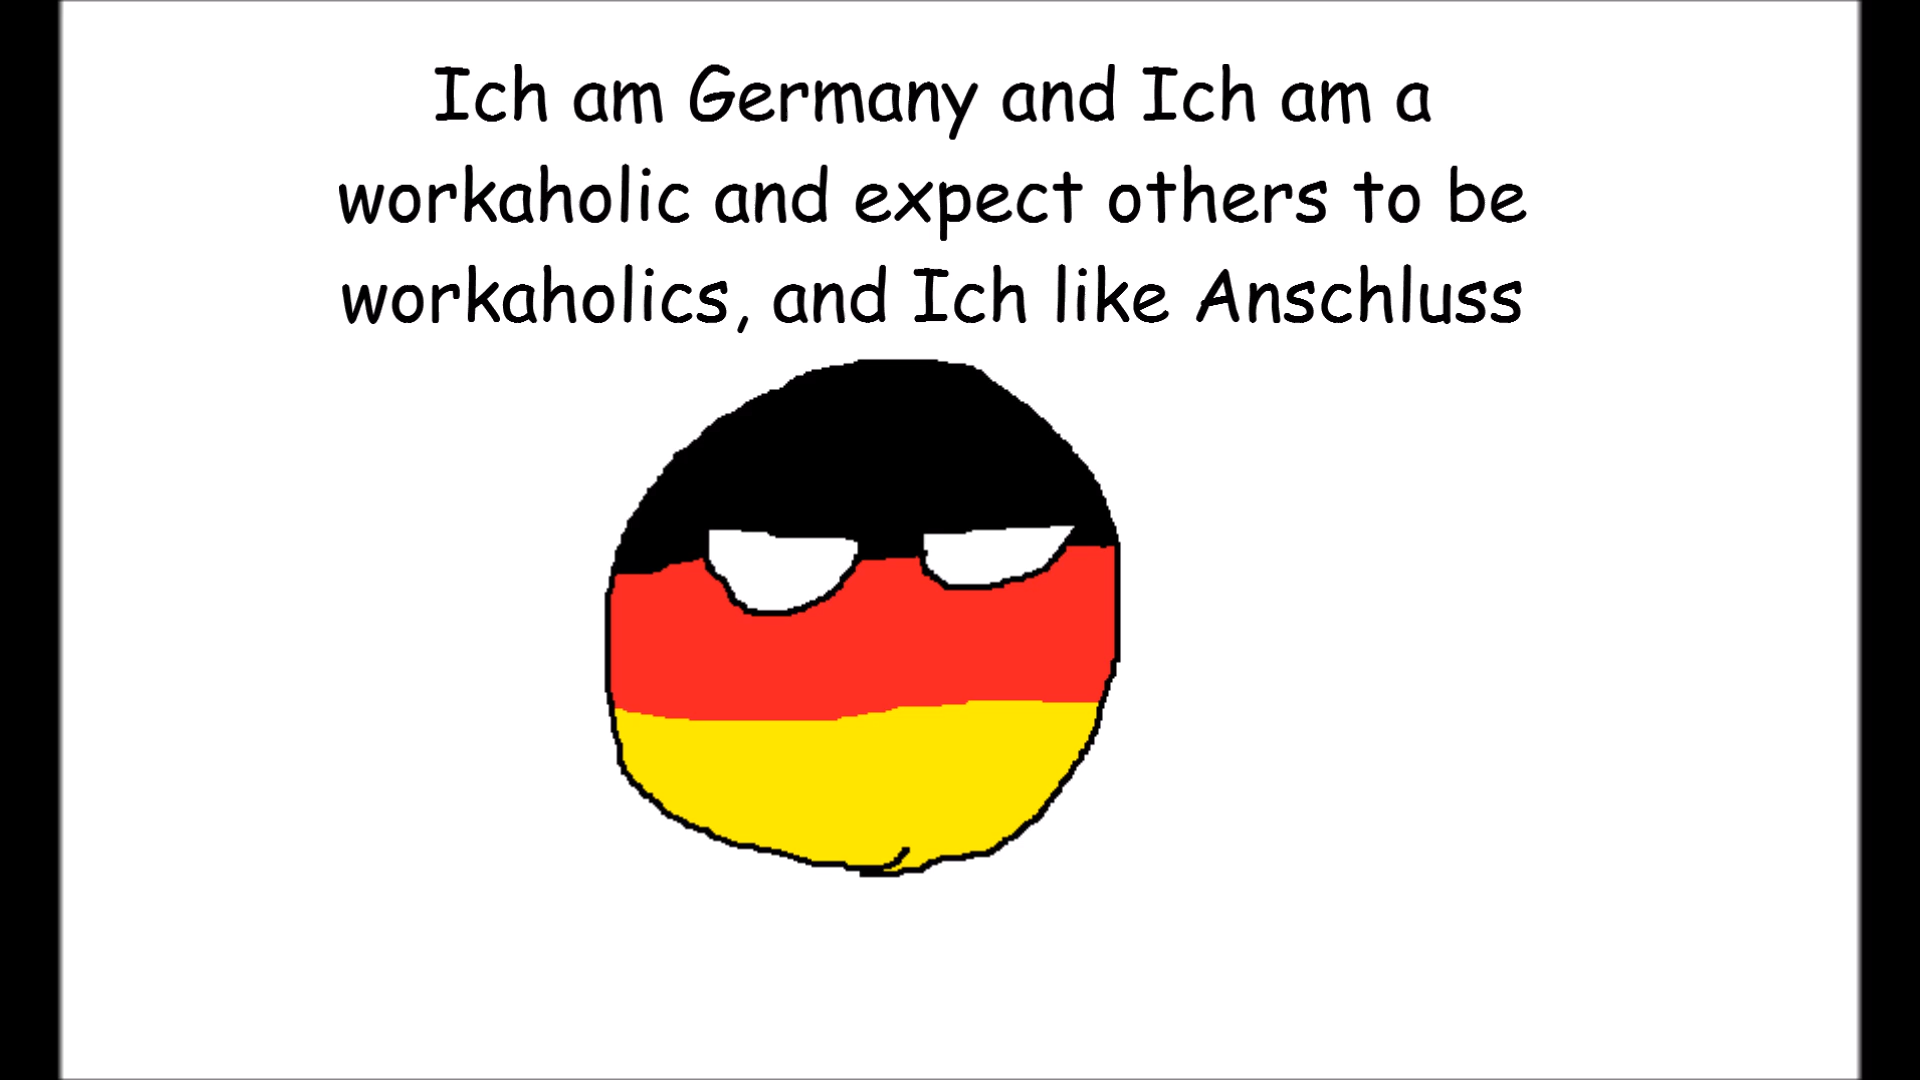 Ich am Germany and Ich am a
workaholic and expect others to be
workaholics, and Ich like Anschluss